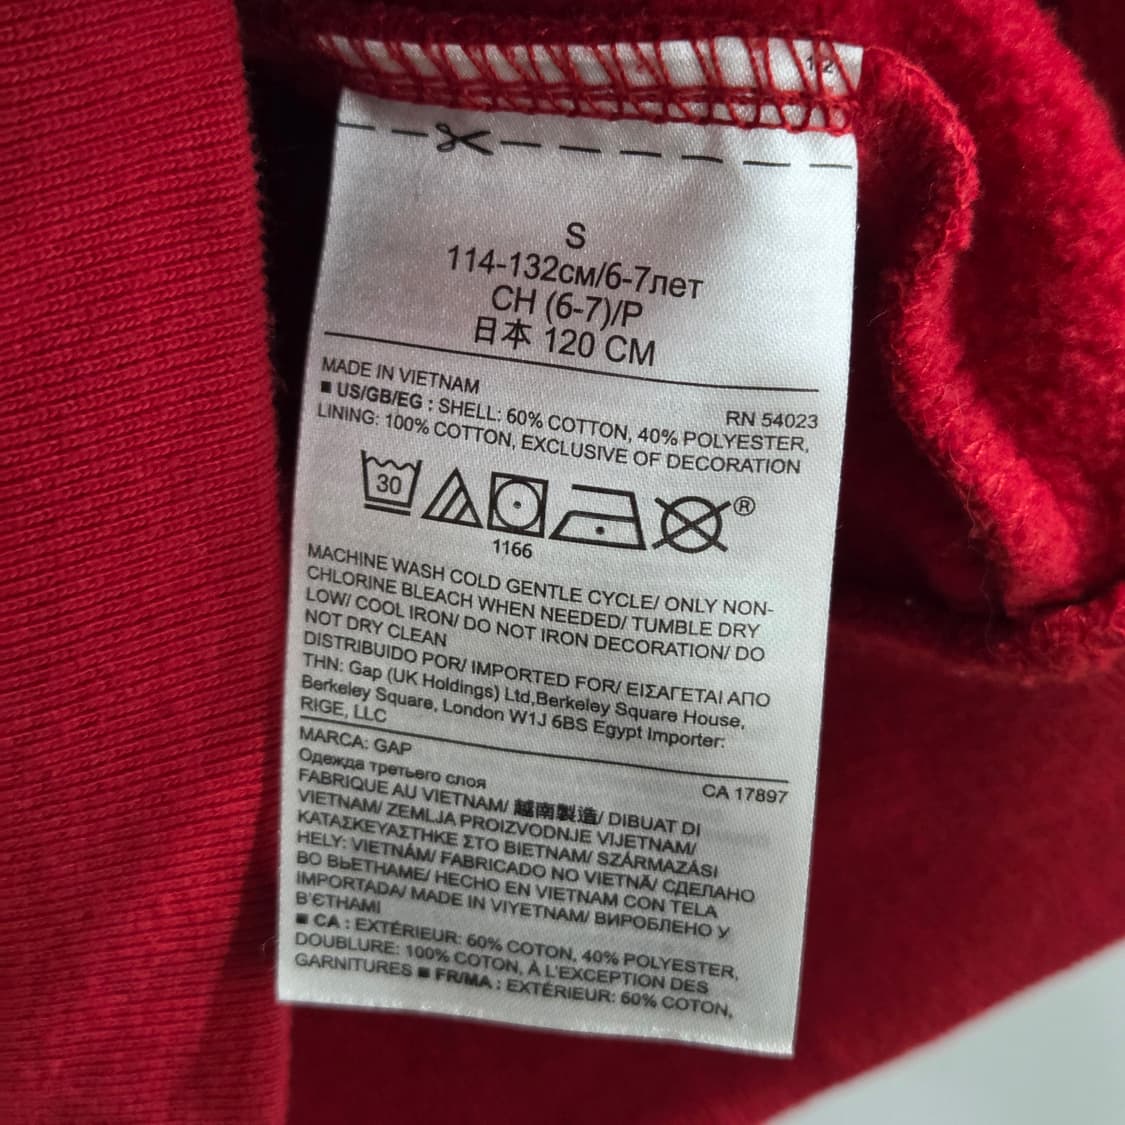 12
S
114-132см/6-7лет
CH (6-7)/P
日本 120 CM
MADE IN VIETNAM
RN 54023
■ US/GB/EG : SHELL: 60% COTTON, 40% POLYESTER,
LINING: 100% COTTON, EXCLUSIVE OF DECORATION
30
®
1166
MACHINE WASH COLD GENTLE CYCLE/ ONLY NON-
CHLORINE BLEACH WHEN NEEDED/ TUMBLE DRY
LOW/ COOL IRON/ DO NOT IRON DECORATION/ DO
NOT DRY CLEAN
DISTRIBUIDO POR/ IMPORTED FOR/ ΕΙΣΑΓΕΤΑΙ ΑΠΟ
THN: Gap (UK Holdings) Ltd,Berkeley Square House,
Berkeley Square, London W1J 6BS Egypt Importer:
RIGE, LLC
MARCA: GAP
CA 17897
Одежда третьего слоя
FABRIQUE AU VIETNAM/ 越南製造/ DIBUAT DI
VIETNAM/ ZEMLJA PROIZVODNJE VIJETNAM/
ΚΑΤΑΣΚΕΥΑΣΤΗΚΕ ΣΤΟ ΒΙΕΤΝΑΜ/ SZÁRMAZÁSI
HELY: VIETNÁM/ FABRICADO NO VIETNÃ/ СДЕЛАНО
ВО ВЬЕТНАМЕ/ HECHO EN VIETNAM CON TELA
IMPORTADA/ MADE IN VIYETNAM/ ВИРОБЛЕНО У
В'ЄТНАМІ
■ CA : EXTÉRIEUR: 60% COTON, 40% POLYESTER,
DOUBLURE: 100% COTON, À L'EXCEPTION DES
GARNITURES ■ FR/MA : EXTÉRIEUR: 60% COTON,